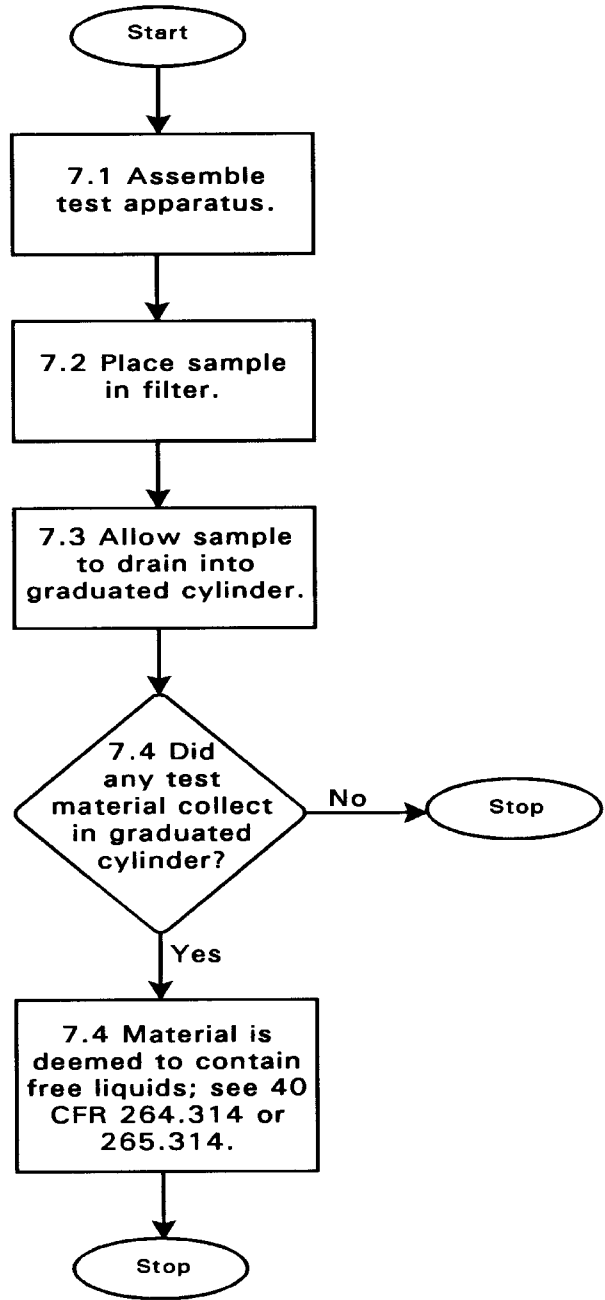 Start
7.1 Assemble
test apparatus.
7.2 Place sample
in filter.
7.3 Allow sample
to drain into
graduated cylinder.
7.4 Did
any test
material collect
in graduated
cylinder?
No
Stop
Yes
7.4 Material is
deemed to contain
free liquids; see 40
CFR 264.314 or
265.314.
Stop